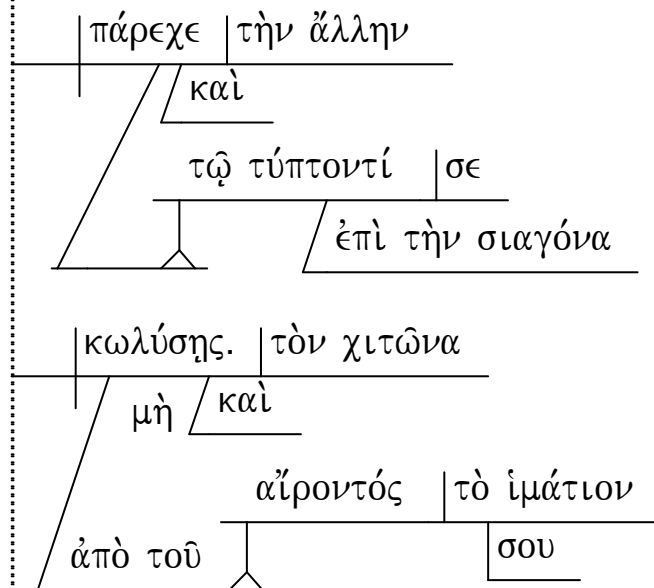 πάρεχε τὴν ἄλλην
καὶ
τῷ τύπτοντί σε
ἐπὶ τὴν σιαγόνα
κωλύσῃς. τὸν χιτῶνα
μὴ καὶ
αἴροντός τὸ ἱμάτιον
ἀπὸ τοῦ σου